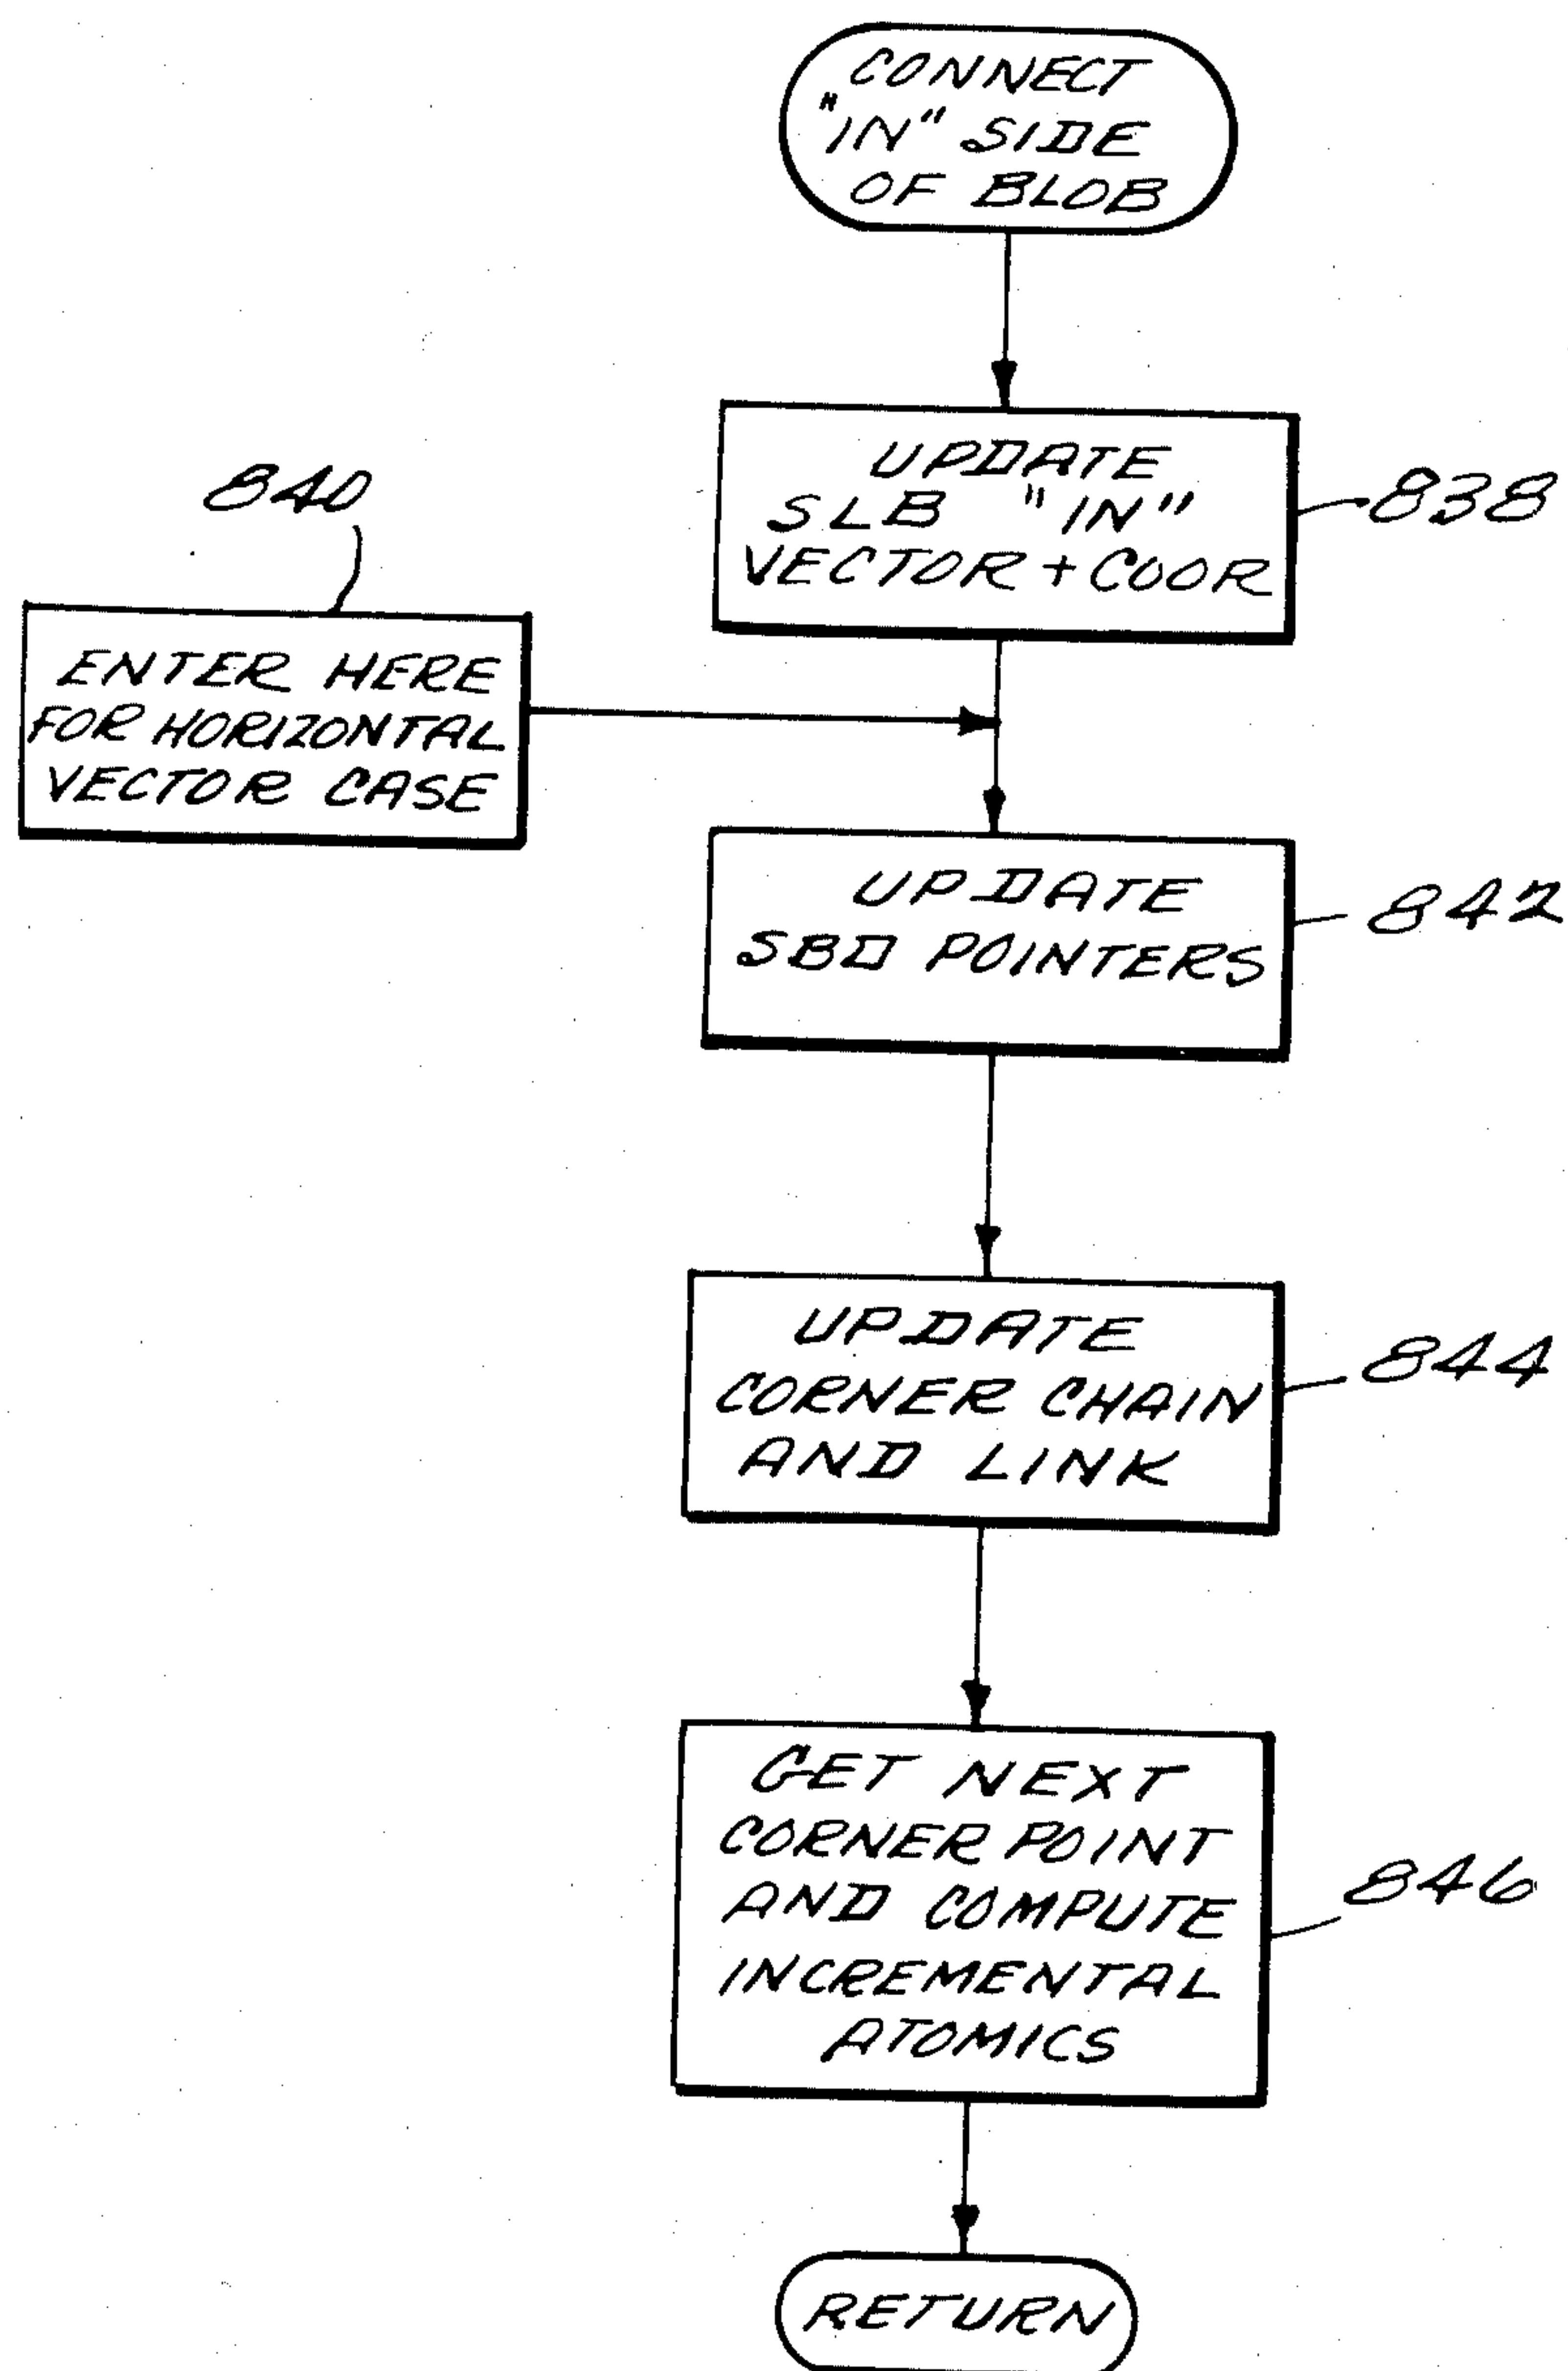 CONNECT
"IN" SIDE
OF BLOB
UPDATE
SLB "IN"
VECTOR + COOR
838
840
ENTER HERE
FOR HORIZONTAL
VECTOR CASE
UPDATE
SBD POINTERS
842
UPDATE
CORNER CHAIN
AND LINK
844
GET NEXT
CORNER POINT
AND COMPUTE
INCREMENTAL
ATOMICS
846
RETURN